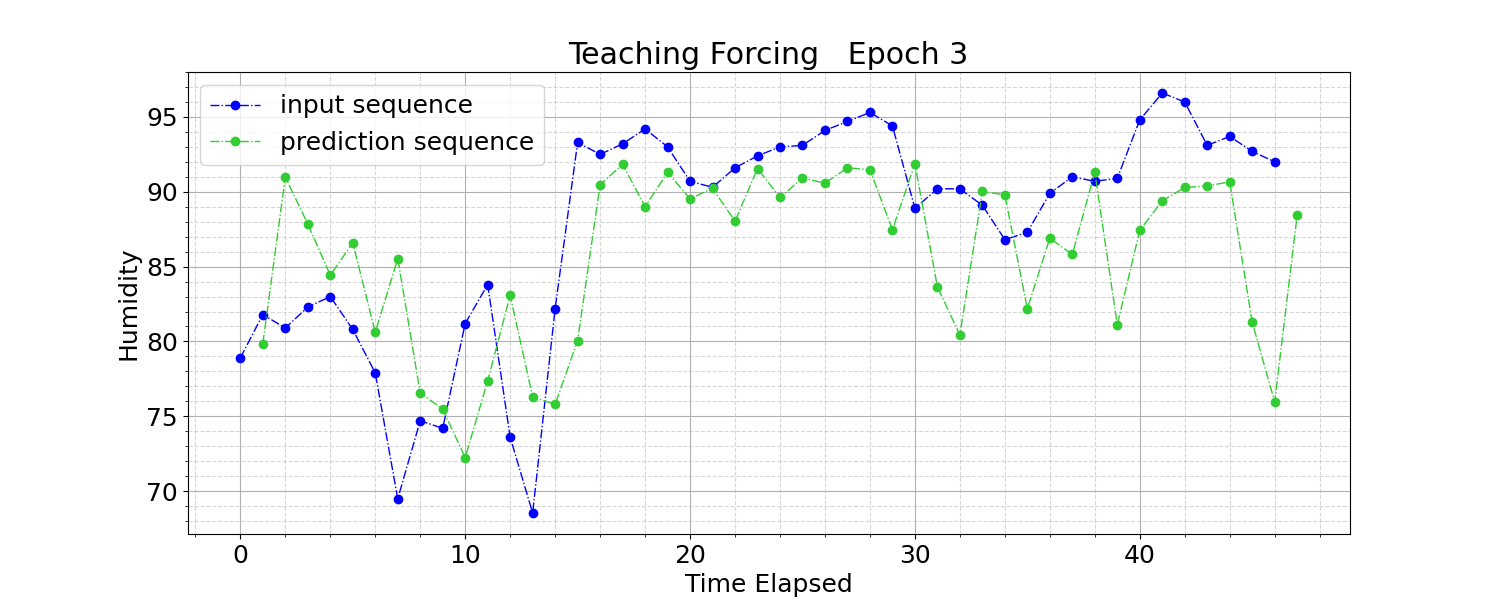 Teaching Forcing   Epoch 3
input sequence
prediction sequence
95
90
85
80
75
70
Humidity
0 10 20 30 40
Time Elapsed